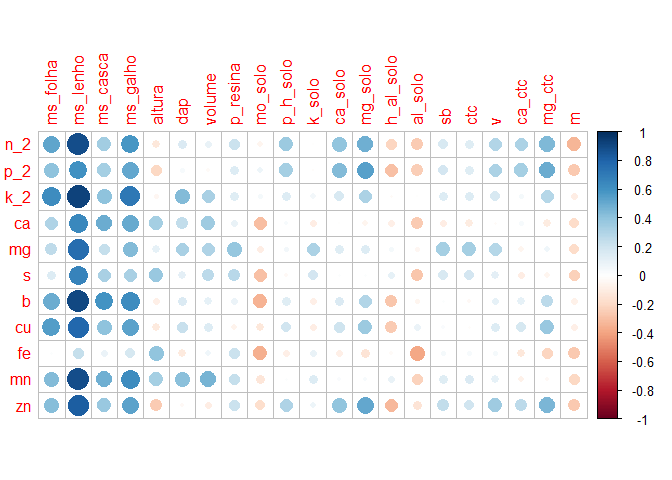 ms_folha
ms_lenho
ms_casca
ms_galho
altura
dap
volume
p_resina
mo_solo
p_h_solo
k_solo
ca_solo
mg_solo
h_al_solo
al_solo
sb
ctc
v
ca_ctc
mg_ctc
m
n_2
p_2
k_2
ca
mg
s
b
cu
fe
mn
zn
1
0.8
0.6
0.4
0.2
0
-0.2
-0.4
-0.6
-0.8
-1